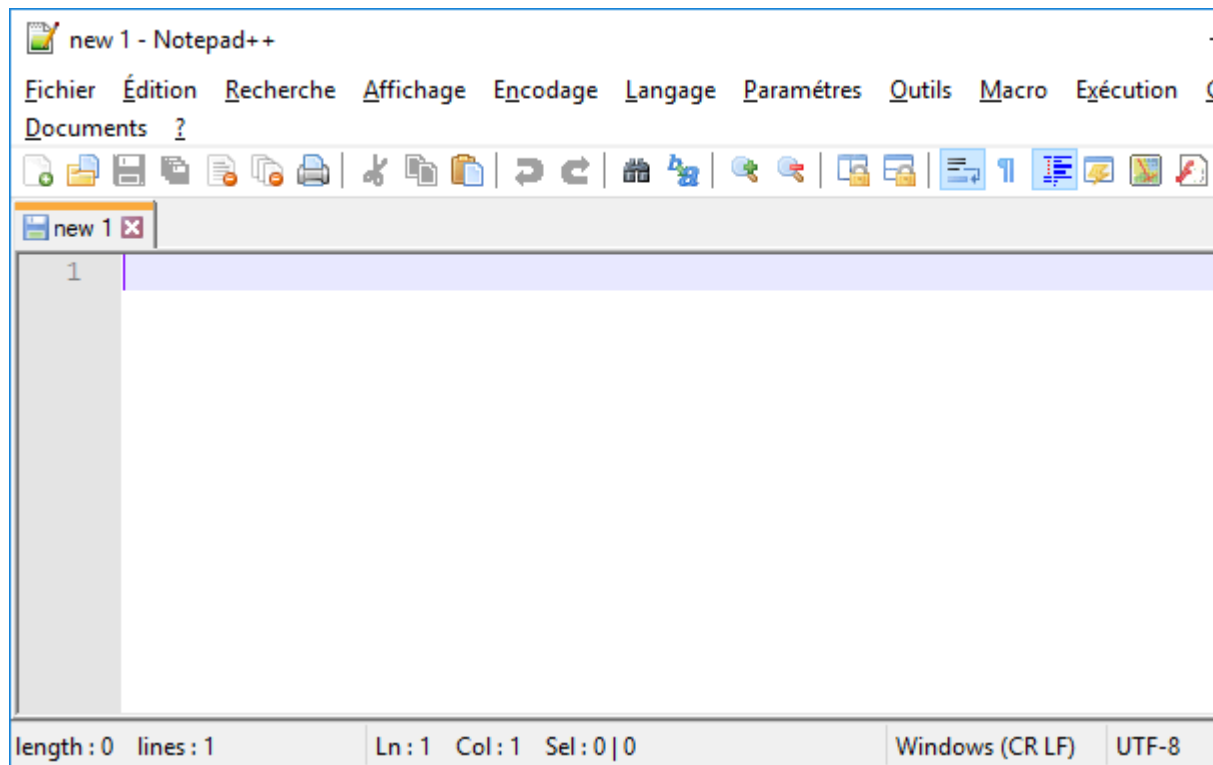 new 1 - Notepad++
Fichier Édition Recherche Affichage Encodage Langage Paramétres Outils Macro Exécution
Documents ?
new 1
1
length : 0 lines : 1 Ln : 1 Col : 1 Sel : 0 | 0 Windows (CR LF) UTF-8